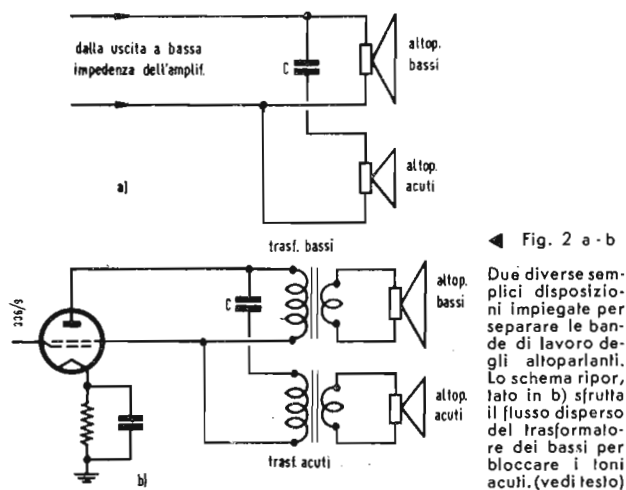 dalla uscita a bassa
impedenza dell'amplif.
C
altop.
bassi
altop.
acuti
a)
trasf. bassi
C
altop.
bassi
altop.
acuti
trasf. acuti
b)
◄ Fig. 2 a - b
Due diverse sem-
plici disposizio-
ni impiegate per
separare le ban-
de di lavoro de-
gli altoparlanti.
Lo schema ripor,
tato in b) sfrutta
il flusso disperso
del trasformato-
re dei bassi per
bloccare i toni
acuti. (vedi testo)